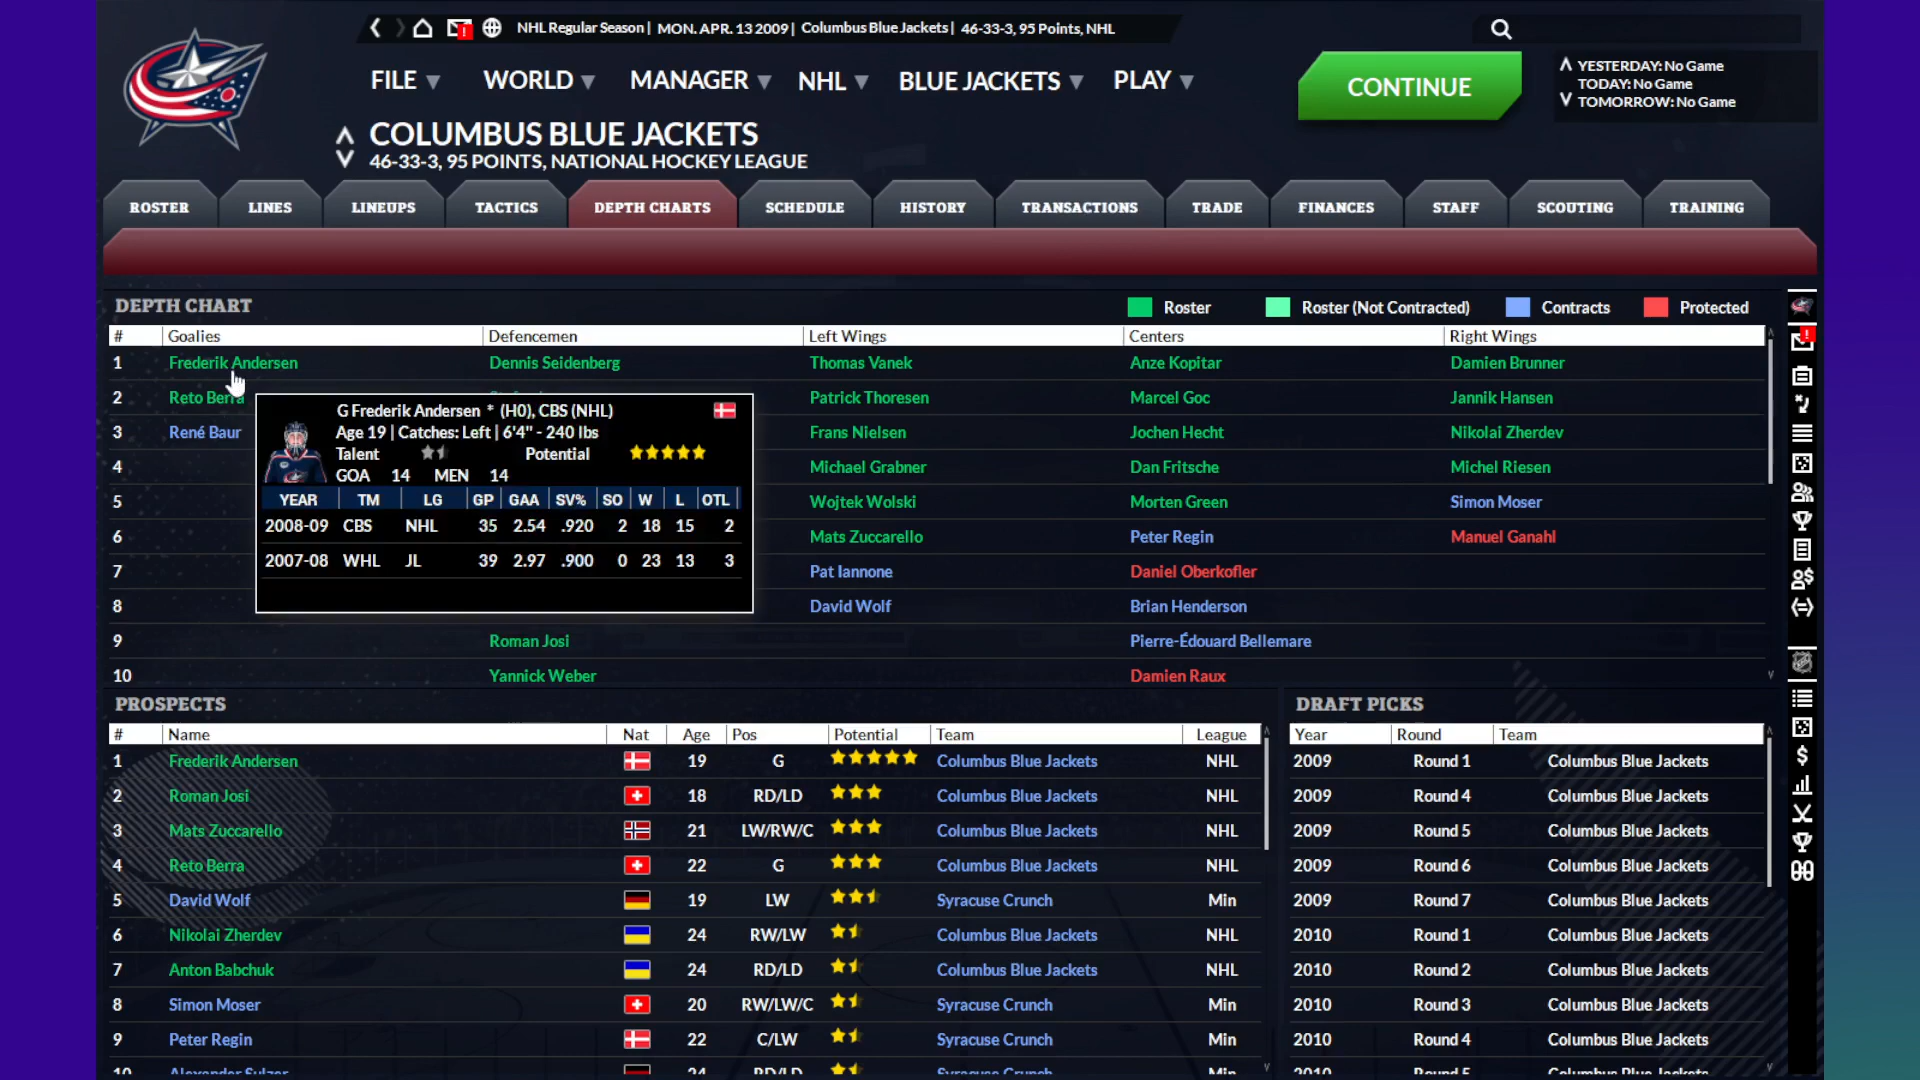 NHL Regular Season | MON. APR. 13 2009 | Columbus Blue Jackets | 46-33-3, 95 Points, NHL
FILE WORLD MANAGER NHL BLUE JACKETS PLAY
CONTINUE
YESTERDAY: No Game
TODAY: No Game
TOMORROW: No Game
COLUMBUS BLUE JACKETS
46-33-3, 95 POINTS, NATIONAL HOCKEY LEAGUE
ROSTER LINES LINEUPS TACTICS DEPTH CHARTS SCHEDULE HISTORY TRANSACTIONS TRADE FINANCES STAFF SCOUTING TRAINING
DEPTH CHART Roster Roster (Not Contracted) Contracts Protected
# Goalies Defencemen Left Wings Centers Right Wings
1 Frederik Andersen Dennis Seidenberg Thomas Vanek Anze Kopitar Damien Brunner
2 Reto Berra Patrick Thoresen Marcel Goc Jannik Hansen
3 René Baur Frans Nielsen Jochen Hecht Nikolai Zherdev
4 Michael Grabner Dan Fritsche Michel Riesen
5 Wojtek Wolski Morten Green Simon Moser
6 Mats Zuccarello Peter Regin Manuel Ganahl
7 Pat Iannone Daniel Oberkofler
8 David Wolf Brian Henderson
9 Roman Josi Pierre-Édouard Bellemare
10 Yannick Weber Damien Raux
G Frederik Andersen * (H0), CBS (NHL)
Age 19 | Catches: Left | 6'4" - 240 lbs
Talent Potential
GOA 14 MEN 14
YEAR TM LG GP GAA SV% SO W L OTL
2008-09 CBS NHL 35 2.54 .920 2 18 15 2
2007-08 WHL JL 39 2.97 .900 0 23 13 3
PROSPECTS
# Name Nat Age Pos Potential Team League
1 Frederik Andersen 19 G Columbus Blue Jackets NHL
2 Roman Josi 18 RD/LD Columbus Blue Jackets NHL
3 Mats Zuccarello 21 LW/RW/C Columbus Blue Jackets NHL
4 Reto Berra 22 G Columbus Blue Jackets NHL
5 David Wolf 19 LW Syracuse Crunch Min
6 Nikolai Zherdev 24 RW/LW Columbus Blue Jackets NHL
7 Anton Babchuk 24 RD/LD Columbus Blue Jackets NHL
8 Simon Moser 20 RW/LW/C Syracuse Crunch Min
9 Peter Regin 22 C/LW Syracuse Crunch Min
10 Alexander Sulzer 24 RD/LD Syracuse Crunch Min
DRAFT PICKS
Year Round Team
2009 Round 1 Columbus Blue Jackets
2009 Round 4 Columbus Blue Jackets
2009 Round 5 Columbus Blue Jackets
2009 Round 6 Columbus Blue Jackets
2009 Round 7 Columbus Blue Jackets
2010 Round 1 Columbus Blue Jackets
2010 Round 2 Columbus Blue Jackets
2010 Round 3 Columbus Blue Jackets
2010 Round 4 Columbus Blue Jackets
2010 Round 5 Columbus Blue Jackets